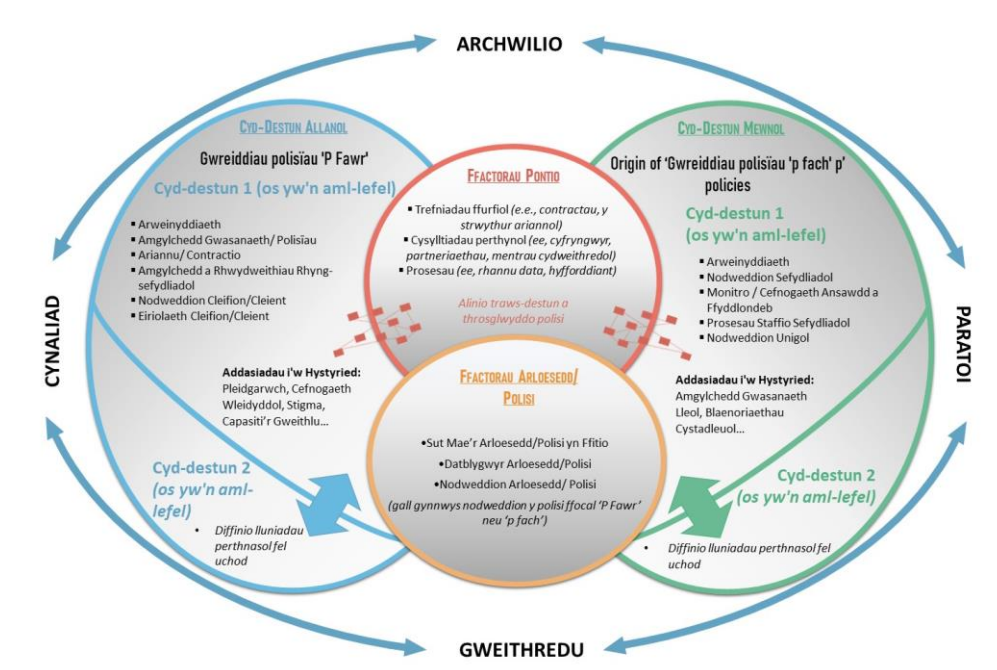 ARCHWILIO
CYD-DESTUN ALLANOL
Gwreiddiau polisïau 'P Fawr'
Cyd-destun 1 (os yw'n aml-lefel)
▪ Arweinyddiaeth
▪ Amgylchedd Gwasanaeth/ Polisïau
▪ Ariannu/ Contractio
▪ Amgylchedd a Rhwydweithiau Rhyng-
sefydliadol
▪ Nodweddion Cleifion/Cleient
▪ Eiriolaeth Cleifion/Cleient
Addasiadau i'w Hystyried:
Pleidgarwch, Cefnogaeth
Wleidyddol, Stigma,
Capasiti'r Gweithlu...
Cyd-destun 2
(os yw'n aml-
lefel)
• Diffinio lluniadau
perthnasol fel
uchod
FFACTORAU PONTIO
▪ Trefniadau ffurfiol (e.e., contractau, y
strwythur ariannol)
▪ Cysylltiadau perthynol (ee, cyfryngwyr,
partneriaethau, mentrau cydweithredol)
▪ Prosesau (ee, rhannu data, hyfforddiant)
Alinio traws-destun a
throsglwyddo polisi
FFACTORAU ARLOESEDD/
POLISI
•Sut Mae'r Arloesedd/Polisi yn Ffitio
•Datblygwyr Arloesedd/Polisi
•Nodweddion Arloesedd/ Polisi
(gall gynnwys nodweddion y polisi ffocal 'P Fawr'
neu 'p fach')
CYD-DESTUN MEWNOL
Origin of 'Gwreiddiau polisïau 'p fach' p'
policies
Cyd-destun 1
(os yw'n aml-lefel)
▪ Arweinyddiaeth
▪ Nodweddion Sefydliadol
▪ Monitro / Cefnogaeth Ansawdd a
Ffyddlondeb
▪ Prosesau Staffio Sefydliadol
▪ Nodweddion Unigol
Addasiadau i'w Hystyried:
Amgylchedd Gwasanaeth
Lleol, Blaenoriaethau
Cystadleuol...
Cyd-destun 2
(os yw'n aml-lefel)
• Diffinio lluniadau perthnasol fel
uchod
PARATOI
GWEITHREDU
CYNALIAD